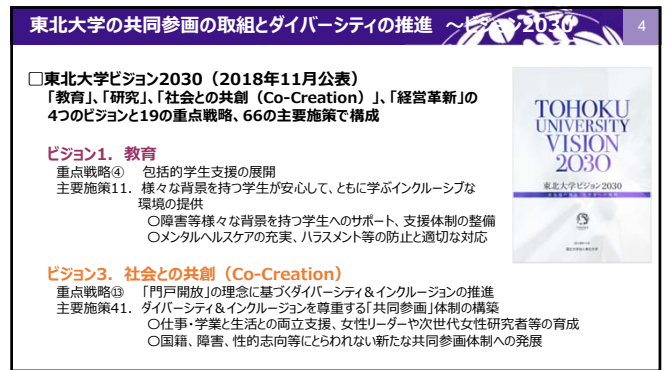 東北大学の共同参画の取組とダイバーシティの推進 ～ビジョン2030～
4
□東北大学ビジョン2030（2018年11月公表）
「教育」、「研究」、「社会との共創（Co-Creation）」、「経営革新」の
4つのビジョンと19の重点戦略、66の主要施策で構成
TOHOKU
UNIVERSITY
VISION
2030
東北大学ビジョン2030
ビジョン1．教育
重点戦略④　包括的学生支援の展開
主要施策11．様々な背景を持つ学生が安心して、ともに学ぶインクルーシブな
環境の提供
○障害等様々な背景を持つ学生へのサポート、支援体制の整備
○メンタルヘルスケアの充実、ハラスメント等の防止と適切な対応
ビジョン3．社会との共創（Co-Creation）
重点戦略⑬　「門戸開放」の理念に基づくダイバーシティ＆インクルージョンの推進
主要施策41．ダイバーシティ＆インクルージョンを尊重する「共同参画」体制の構築
○仕事・学業と生活との両立支援、女性リーダーや次世代女性研究者等の育成
○国籍、障害、性的志向等にとらわれない新たな共同参画体制への発展